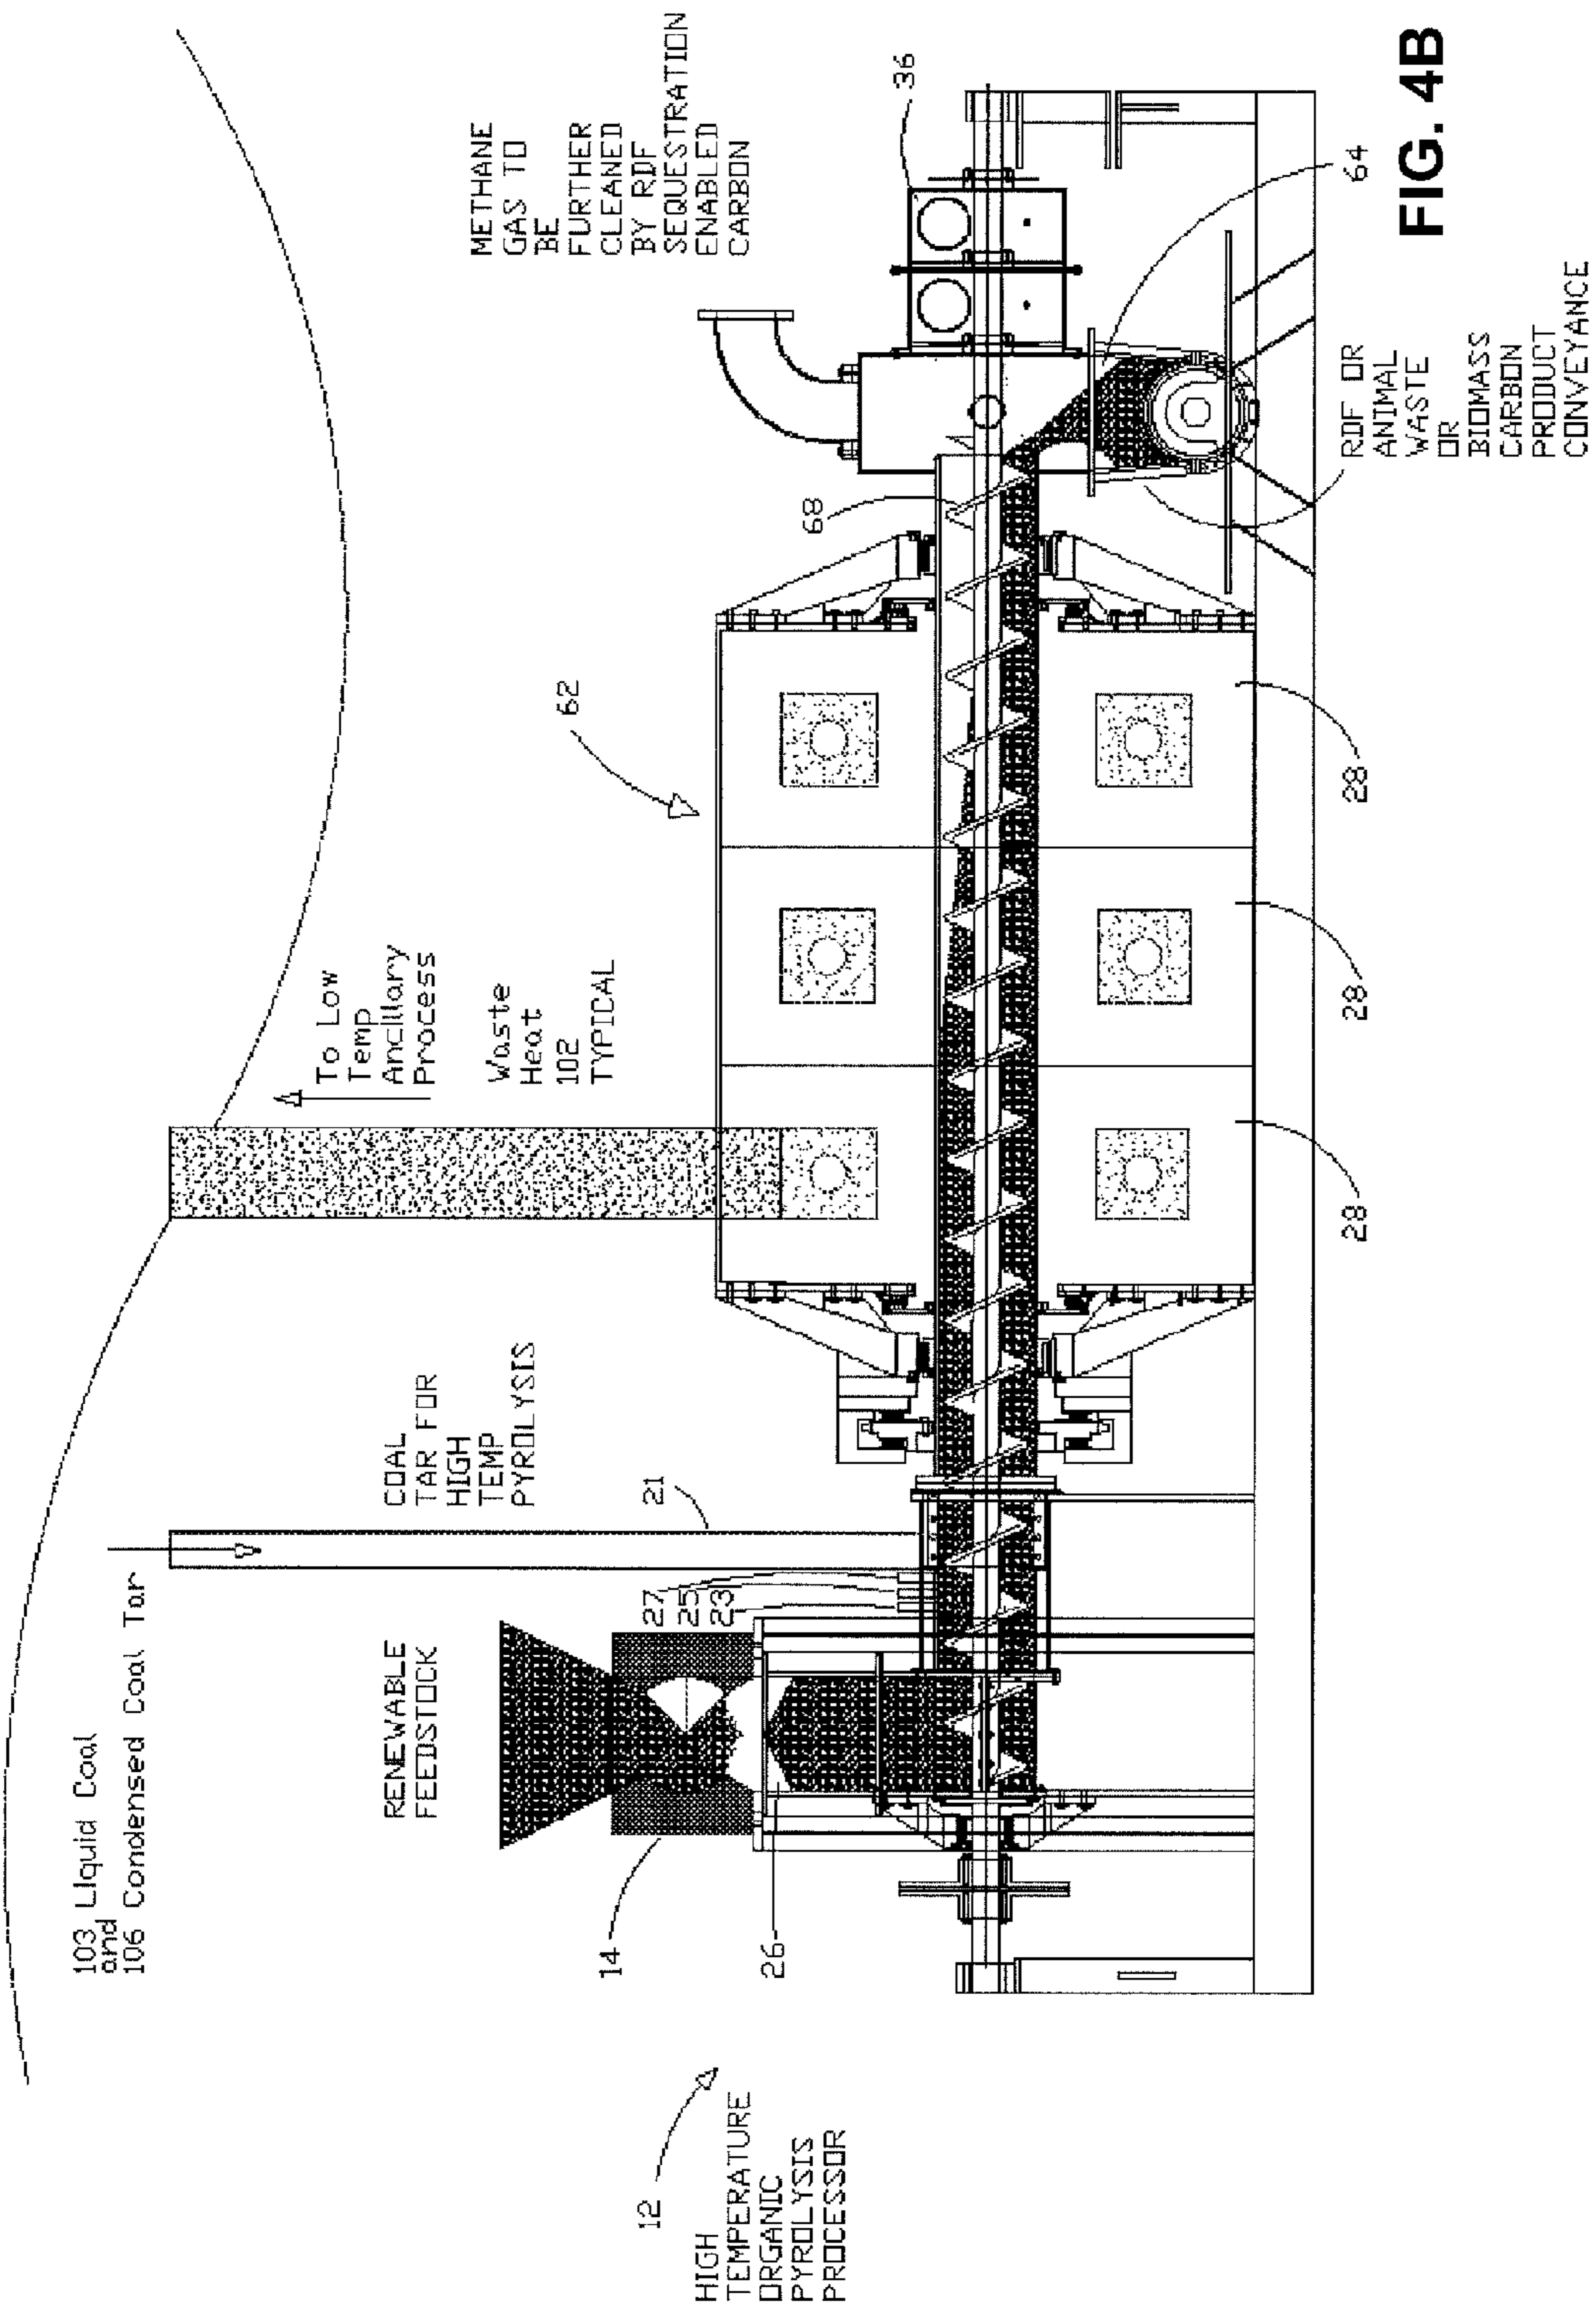 103 Liquid Coal
and
106 Condensed Coal Tar
RENEWABLE
FEEDSTOCK
COAL
TAR FOR
HIGH
TEMP
PYROLYSIS
To Low
Temp
Ancillary
Process
Waste
Heat
102
TYPICAL
METHANE
GAS TO
BE
FURTHER
CLEANED
BY RDF
SEQUESTRATION
ENABLED
CARBON
12
HIGH
TEMPERATURE
ORGANIC
PYROLYSIS
PROCESSOR
14
26
27
25
23
21
62
68
36
28
28
28
64
RDF OR
ANIMAL
WASTE
OR
BIOMASS
CARBON
PRODUCT
CONVEYANCE
FIG. 4B